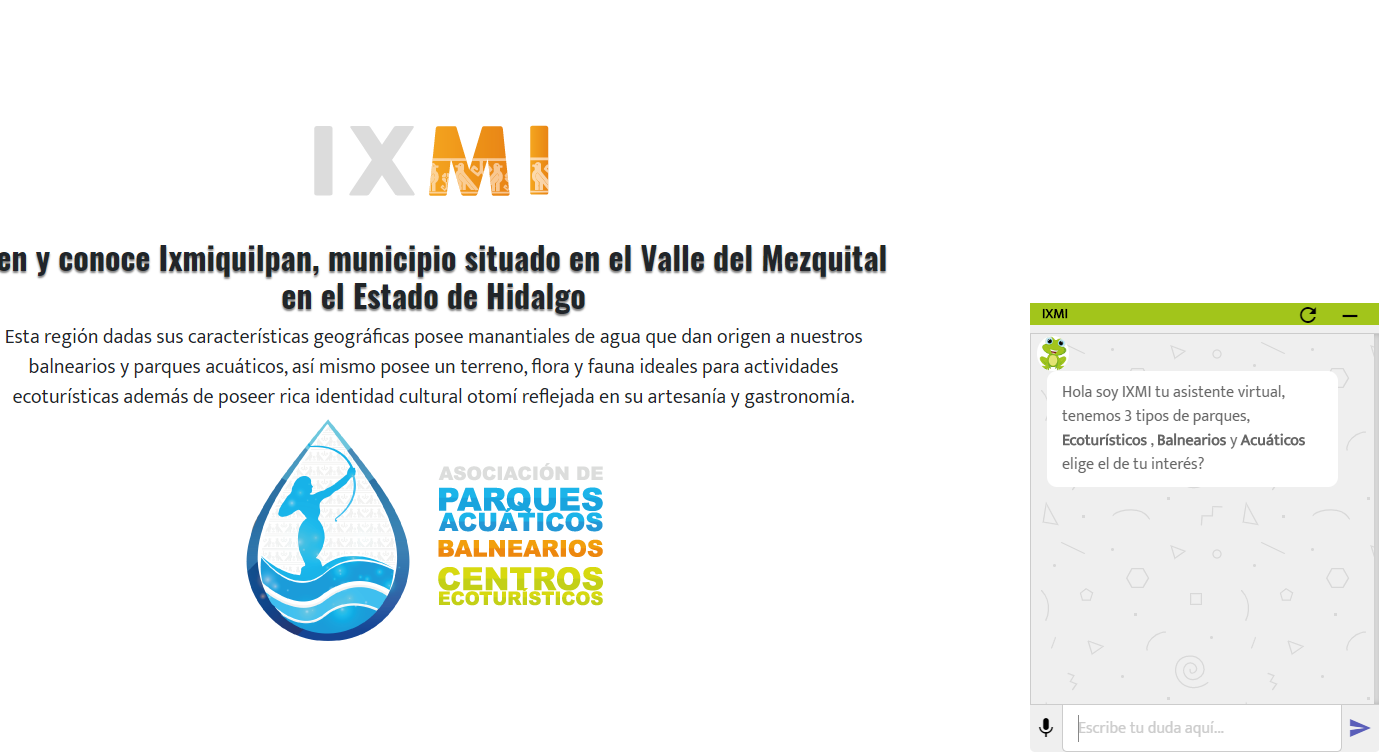 IXMI
en y conoce Ixmiquilpan, municipio situado en el Valle del Mezquital
en el Estado de Hidalgo
Esta región dadas sus características geográficas posee manantiales de agua que dan origen a nuestros
balnearios y parques acuáticos, así mismo posee un terreno, flora y fauna ideales para actividades
ecoturísticas además de poseer rica identidad cultural otomí reflejada en su artesanía y gastronomía.
ASOCIACIÓN DE
PARQUES
ACUÁTICOS
BALNEARIOS
CENTROS
ECOTURÍSTICOS
IXMI
Hola soy IXMI tu asistente virtual,
tenemos 3 tipos de parques,
Ecoturísticos , Balnearios y Acuáticos
elige el de tu interés?
Escribe tu duda aquí...